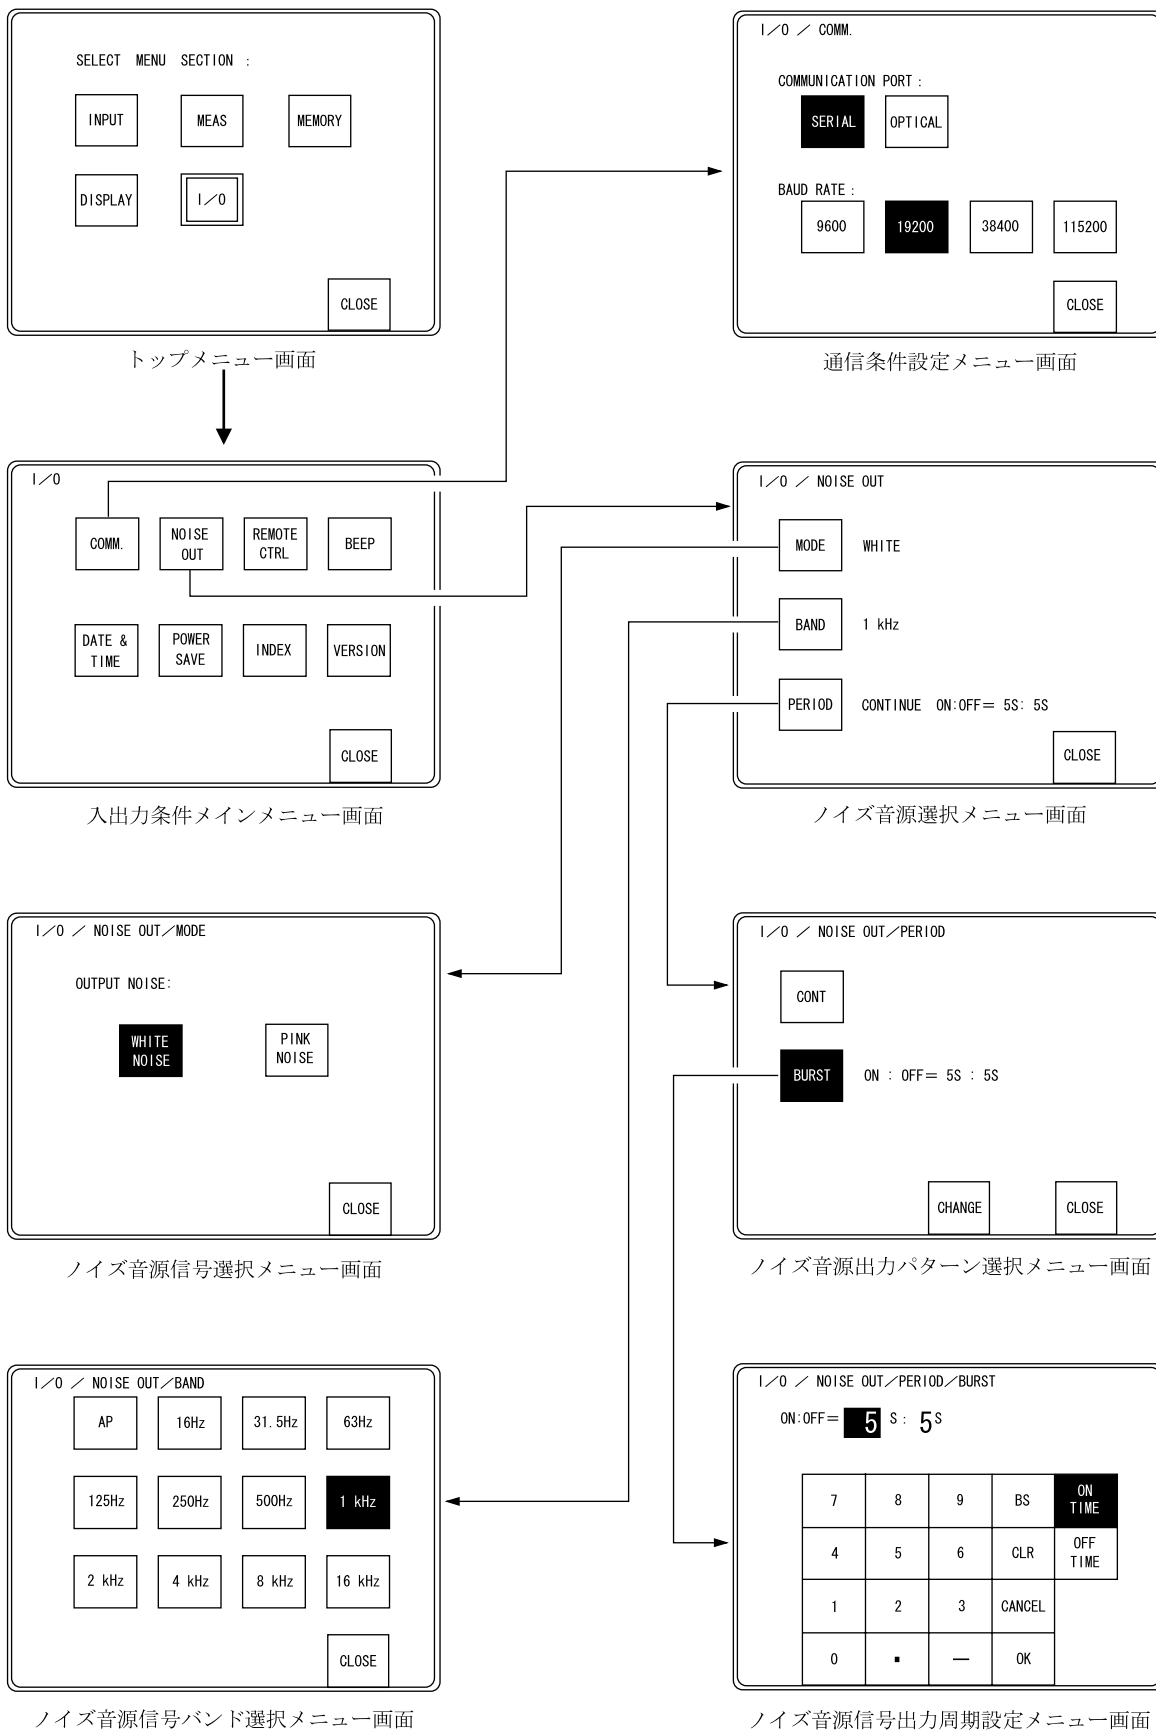 SELECT MENU SECTION :
INPUT
MEAS
MEMORY
DISPLAY
I／O
CLOSE
トップメニュー画面
I／O ／ COMM.
COMMUNICATION PORT :
SERIAL
OPTICAL
BAUD RATE :
9600
19200
38400
115200
CLOSE
通信条件設定メニュー画面
I／O
COMM.
NOISE
OUT
REMOTE
CTRL
BEEP
DATE &
TIME
POWER
SAVE
INDEX
VERSION
CLOSE
入出力条件メインメニュー画面
I／O ／ NOISE OUT
MODE
WHITE
BAND
1 kHz
PERIOD
CONTINUE ON:OFF＝ 5S: 5S
CLOSE
ノイズ音源選択メニュー画面
I／O ／ NOISE OUT／MODE
OUTPUT NOISE:
WHITE
NOISE
PINK
NOISE
CLOSE
ノイズ音源信号選択メニュー画面
I／O ／ NOISE OUT／PERIOD
CONT
BURST
ON : OFF＝ 5S : 5S
CHANGE
CLOSE
ノイズ音源出力パターン選択メニュー画面
I／O ／ NOISE OUT／BAND
AP
16Hz
31.5Hz
63Hz
125Hz
250Hz
500Hz
1 kHz
2 kHz
4 kHz
8 kHz
16 kHz
CLOSE
ノイズ音源信号バンド選択メニュー画面
I／O ／ NOISE OUT／PERIOD／BURST
ON:OFF＝ 5 S: 5S
7
8
9
BS
ON
TIME
4
5
6
CLR
OFF
TIME
1
2
3
CANCEL
0
.
—
OK
ノイズ音源信号出力周期設定メニュー画面